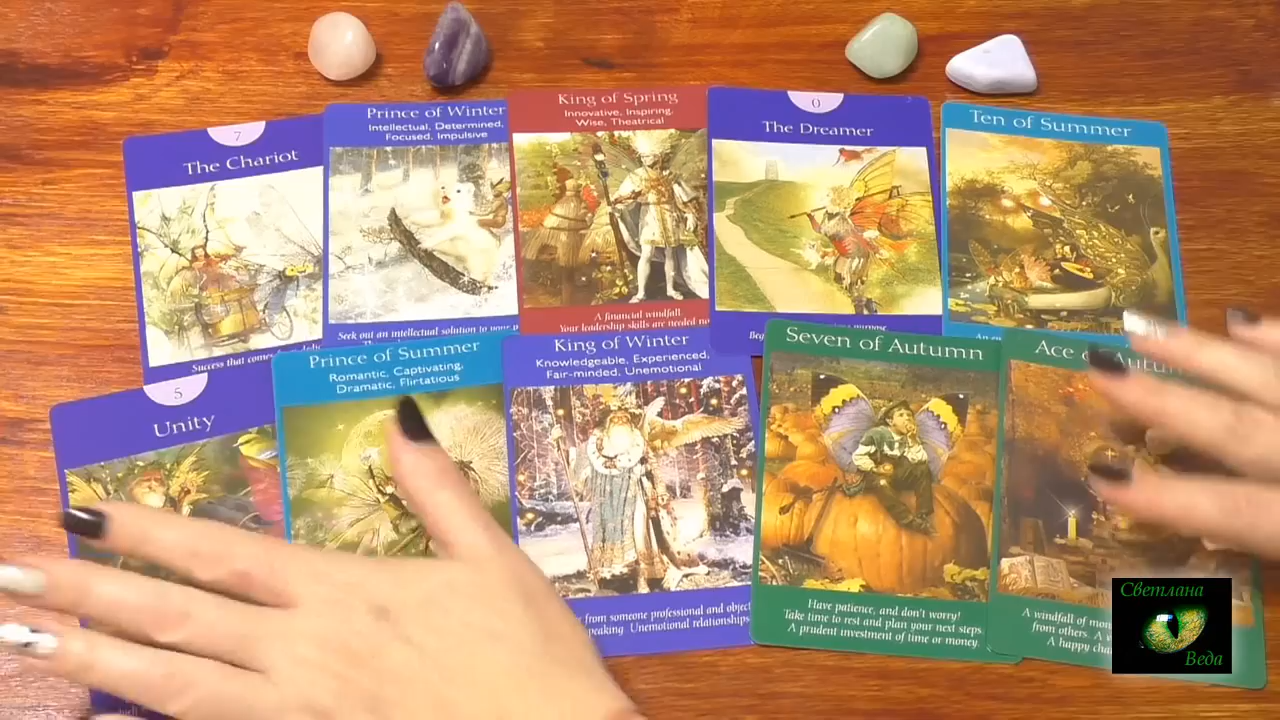 7
The Chariot
Success that comes
Prince of Winter
Intellectual, Determined,
Focused, Impulsive
Seek out an intellectual solution to your
King of Spring
Innovative, Inspiring,
Wise, Theatrical
A financial windfall.
Your leadership skills are needed
0
The Dreamer
Ten of Summer
5
Unity
Prince of Summer
Romantic, Captivating,
Dramatic, Flirtatious
King of Winter
Knowledgeable, Experienced,
Fair-minded, Unemotional
from someone professional and
Unemotional relationships
Seven of Autumn
Have patience, and don't worry!
Take time to rest and plan your next steps.
A prudent investment of time or money.
Ace of Autumn
A windfall of
from others. A
A happy
Светлана
Веда